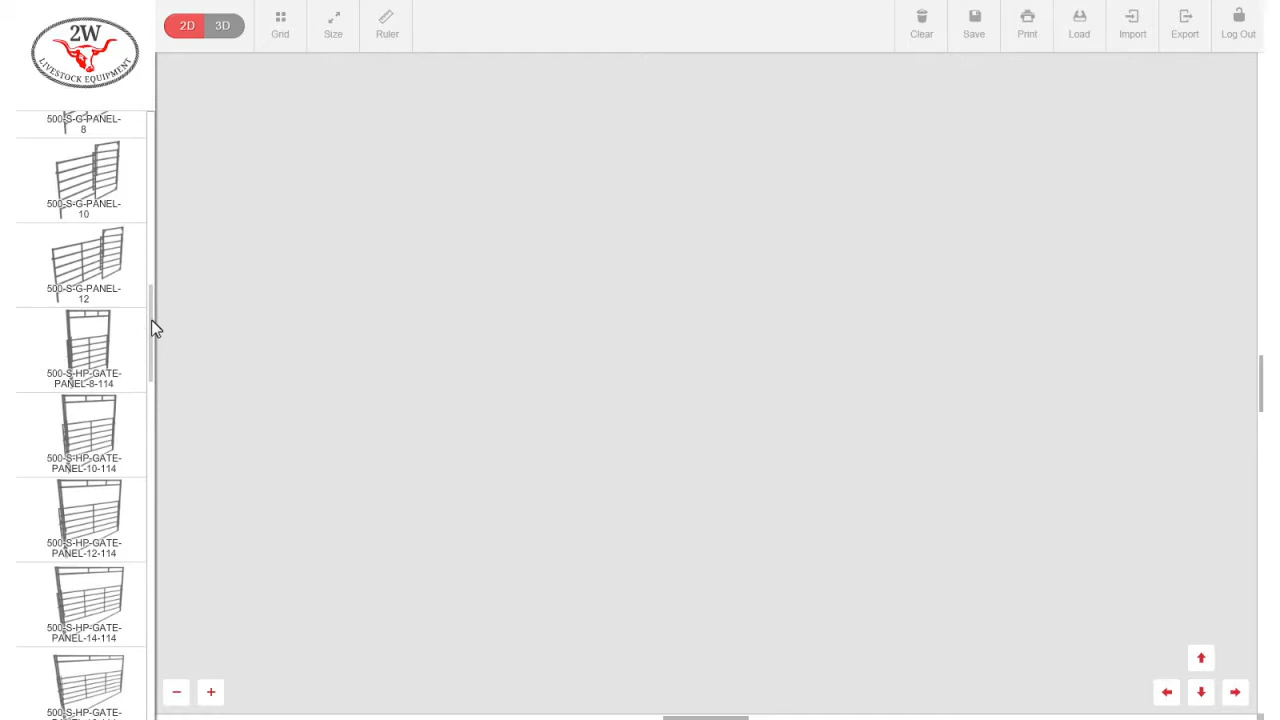 2W
LIVESTOCK EQUIPMENT
2D 3D
Grid
Size
Ruler
Clear
Save
Print
Load
Import
Export
Log Out
500-S-G-PANEL-
8
500-S-G-PANEL-
10
500-S-G-PANEL-
12
500-S-HP-GATE-
PANEL-8-114
500-S-HP-GATE-
PANEL-10-114
500-S-HP-GATE-
PANEL-12-114
500-S-HP-GATE-
PANEL-14-114
500-S-HP-GATE-